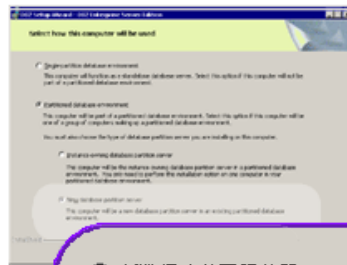 DB2 Setup Wizard - DB2 Enterprise Server Edition
Select how this computer will be used
Single-partition database environment
This computer will function as a standalone database server. Select this option if this computer will not be
part of a partitioned database environment.
Partitioned database environment
This computer will be part of a partitioned database environment. Select this option if this computer will be
one of a group of computers making up a partitioned database environment.
You must also choose the type of database partition server you are installing on this computer.
Instance-owning database partition server
This computer will be the instance-owning database partition server in a partitioned database
environment. You only need to perform the installation option on one computer in your
partitioned database environment.
New database partition server
This computer will be a new database partition server in an existing partitioned database
environment.